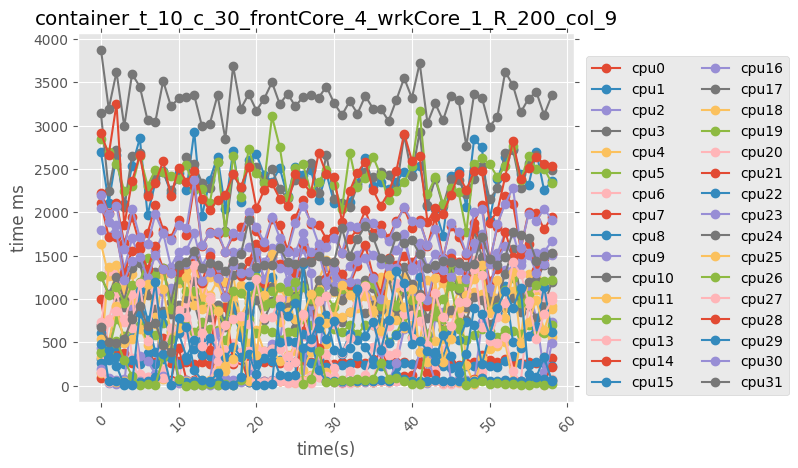 container_t_10_c_30_frontCore_4_wrkCore_1_R_200_col_9
time ms
4000
3500
3000
2500
2000
1500
1000
500
0
0
10
20
30
40
50
60
time(s)
cpu0
cpu1
cpu2
cpu3
cpu4
cpu5
cpu6
cpu7
cpu8
cpu9
cpu10
cpu11
cpu12
cpu13
cpu14
cpu15
cpu16
cpu17
cpu18
cpu19
cpu20
cpu21
cpu22
cpu23
cpu24
cpu25
cpu26
cpu27
cpu28
cpu29
cpu30
cpu31